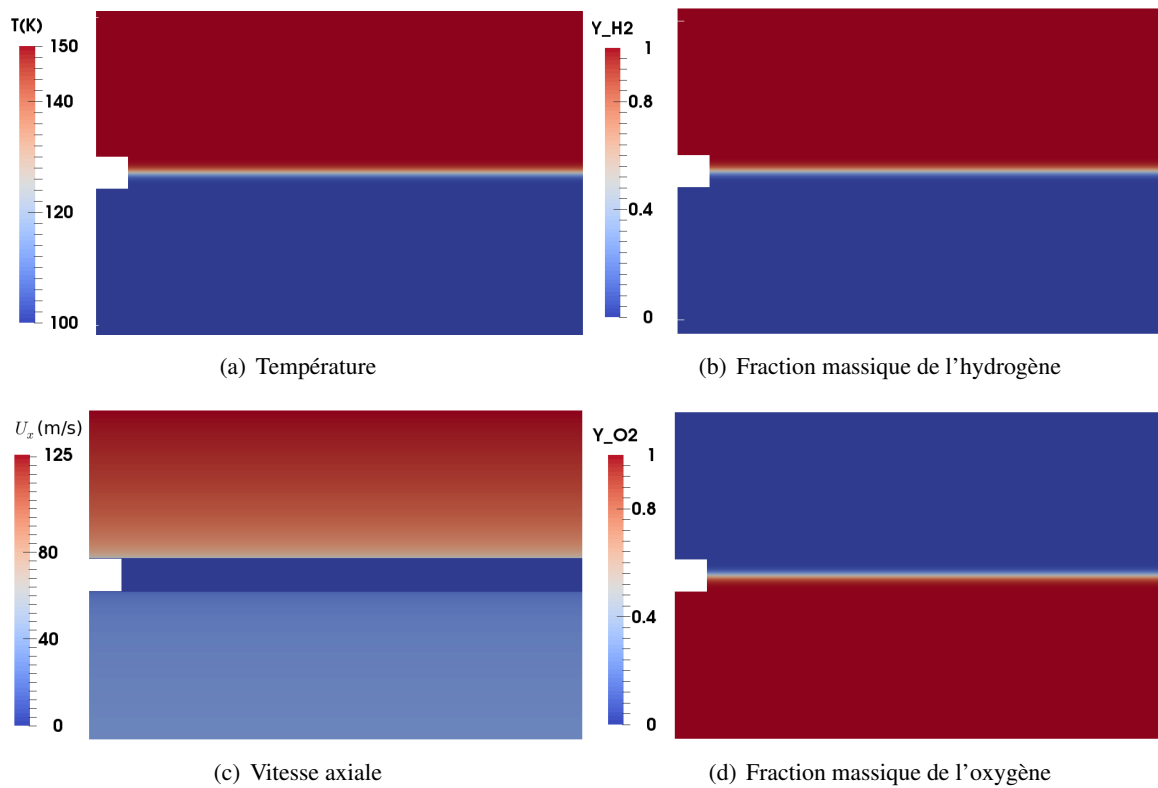 T(K)
150
140
120
100
(a) Température
Y_H2
1
0.8
0.4
0
(b) Fraction massique de l'hydrogène
U_x (m/s)
125
80
40
0
(c) Vitesse axiale
Y_O2
1
0.8
0.4
0
(d) Fraction massique de l'oxygène